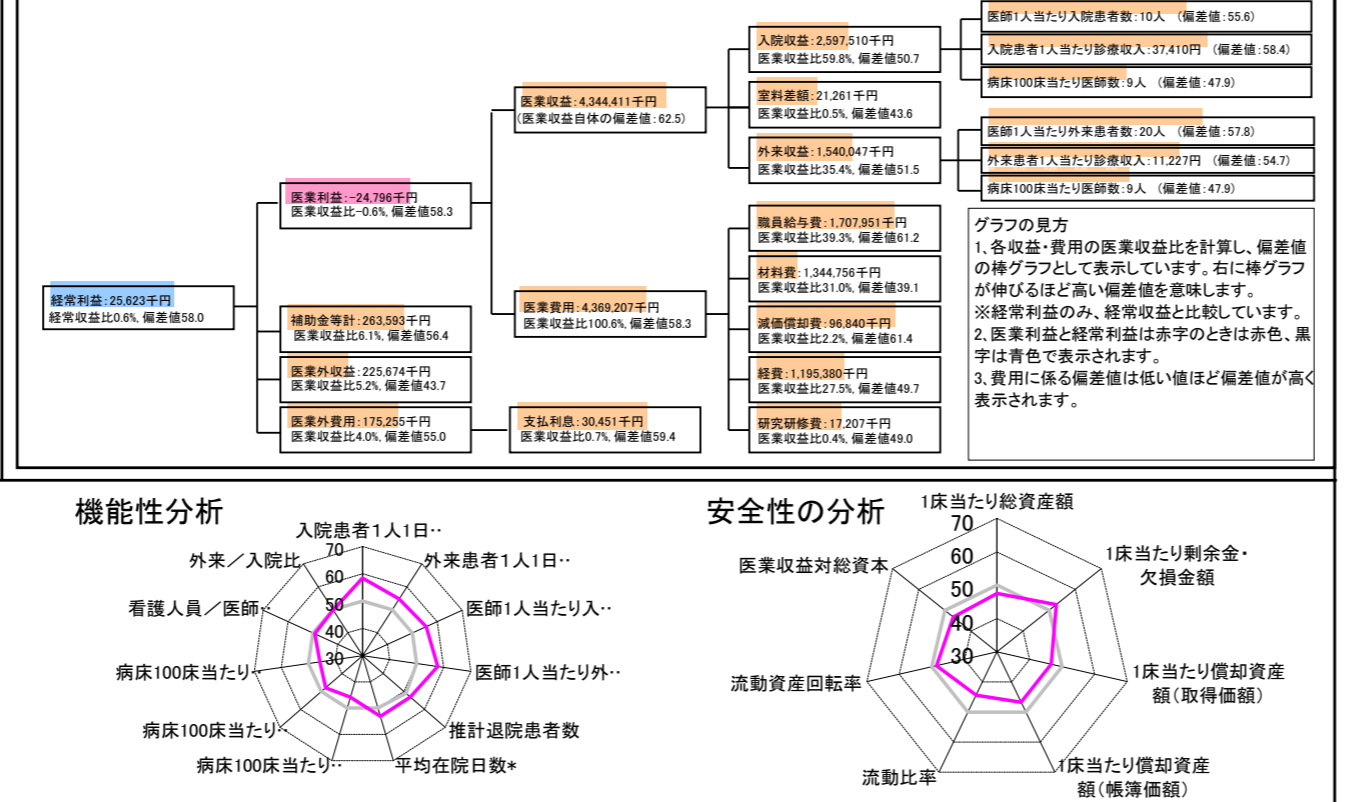 医師1人当たり入院患者数:10人 (偏差値:55.6)
入院患者1人当たり診療収入:37,410円 (偏差値:58.4)
病床100床当たり医師数:9人 (偏差値:47.9)
入院収益:2,597,510千円
医業収益比59.8%, 偏差値50.7
室料差額:21,261千円
医業収益比0.5%, 偏差値43.6
外来収益:1,540,047千円
医業収益比35.4%, 偏差値51.5
医師1人当たり外来患者数:20人 (偏差値:57.8)
外来患者1人当たり診療収入:11,227円 (偏差値:54.7)
病床100床当たり医師数:9人 (偏差値:47.9)
医業収益:4,344,411千円
(医業収益自体の偏差値:62.5)
医業利益:-24,796千円
医業収益比-0.6%, 偏差値58.3
職員給与費:1,707,951千円
医業収益比39.3%, 偏差値61.2
材料費:1,344,756千円
医業収益比31.0%, 偏差値39.1
減価償却費:96,840千円
医業収益比2.2%, 偏差値61.4
経費:1,195,380千円
医業収益比27.5%, 偏差値49.7
研究研修費:17,207千円
医業収益比0.4%, 偏差値49.0
医業費用:4,369,207千円
医業収益比100.6%, 偏差値58.3
経常利益:25,623千円
経常収益比0.6%, 偏差値58.0
補助金等計:263,593千円
医業収益比6.1%, 偏差値56.4
医業外収益:225,674千円
医業収益比5.2%, 偏差値43.7
医業外費用:175,255千円
医業収益比4.0%, 偏差値55.0
支払利息:30,451千円
医業収益比0.7%, 偏差値59.4
グラフの見方
1、各収益・費用の医業収益比を計算し、偏差値
の棒グラフとして表示しています。右に棒グラフ
が伸びるほど高い偏差値を意味します。
※経常利益のみ、経常収益と比較しています。
2、医業利益と経常利益は赤字のときは赤色、黒
字は青色で表示されます。
3、費用に係る偏差値は低い値ほど偏差値が高く
表示されます。
機能性分析
入院患者1人1日‥
外来患者1人1日‥
医師1人当たり入‥
医師1人当たり外‥
推計退院患者数
平均在院日数*
病床100床当たり‥
病床100床当たり‥
病床100床当たり‥
看護人員/医師‥
外来/入院比
70
60
50
40
30
安全性の分析
1床当たり総資産額
1床当たり剰余金・
欠損金額
1床当たり償却資産
額(取得価額)
1床当たり償却資産
額(帳簿価額)
流動比率
流動資産回転率
医業収益対総資本
70
60
50
40
30